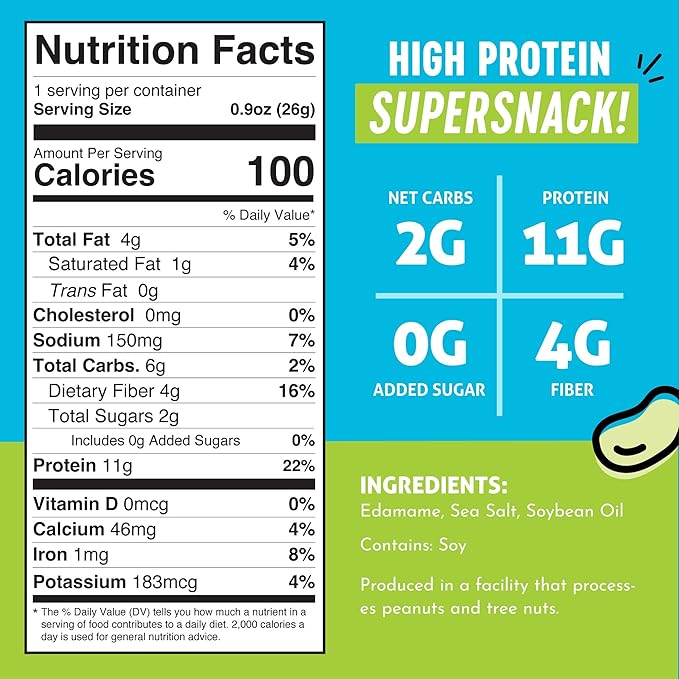 Nutrition Facts
1 serving per container
Serving Size 0.9oz (26g)
Amount Per Serving
Calories 100
% Daily Value*
Total Fat 4g 5%
Saturated Fat 1g 4%
Trans Fat 0g
Cholesterol 0mg 0%
Sodium 150mg 7%
Total Carbs. 6g 2%
Dietary Fiber 4g 16%
Total Sugars 2g
Includes 0g Added Sugars 0%
Protein 11g 22%
Vitamin D 0mcg 0%
Calcium 46mg 4%
Iron 1mg 8%
Potassium 183mcg 4%
* The % Daily Value (DV) tells you how much a nutrient in a
serving of food contributes to a daily diet. 2,000 calories a
day is used for general nutrition advice.
HIGH PROTEIN
SUPERSNACK!
NET CARBS
2G
PROTEIN
11G
0G
ADDED SUGAR
4G
FIBER
INGREDIENTS:
Edamame, Sea Salt, Soybean Oil
Contains: Soy
Produced in a facility that process-
es peanuts and tree nuts.